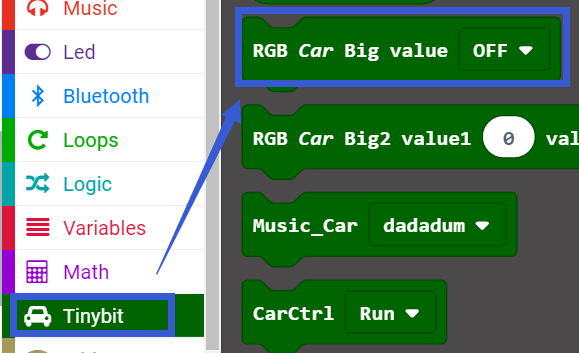 Music
Led
Bluetooth
Loops
Logic
Variables
Math
Tinybit
RGB Car Big value OFF
RGB Car Big2 value1 0 val
Music_Car dadadum
CarCtrl Run